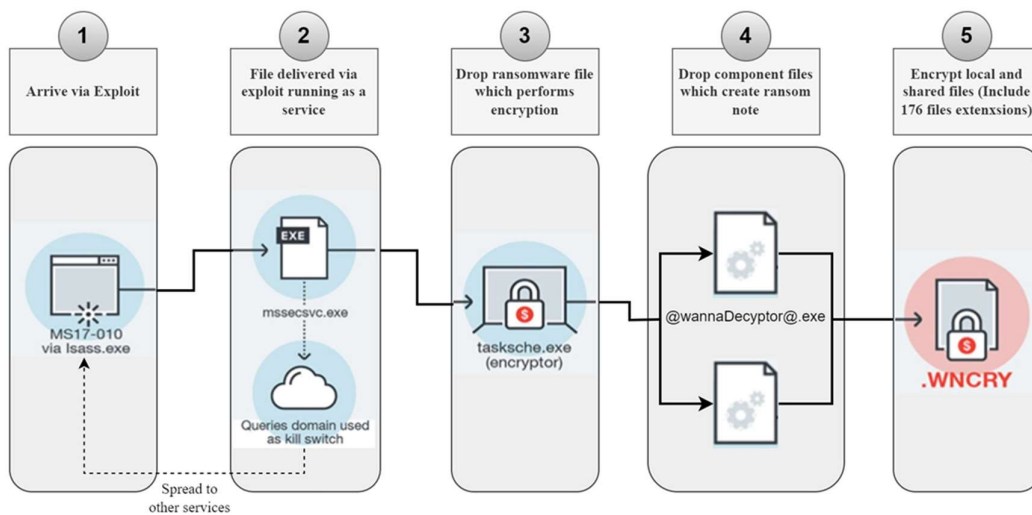 1
Arrive via Exploit
2
File delivered via
exploit running as a
service
3
Drop ransomware file
which performs
encryption
4
Drop component files
which create ransom
note
5
Encrypt local and
shared files (Include
176 files extenxsions)
MS17-010
via lsass.exe
EXE
mssecsvc.exe
Queries domain used
as kill switch
Spread to
other services
$
tasksche.exe
(encryptor)
@wannaDecyptor@.exe
$
.WNCRY